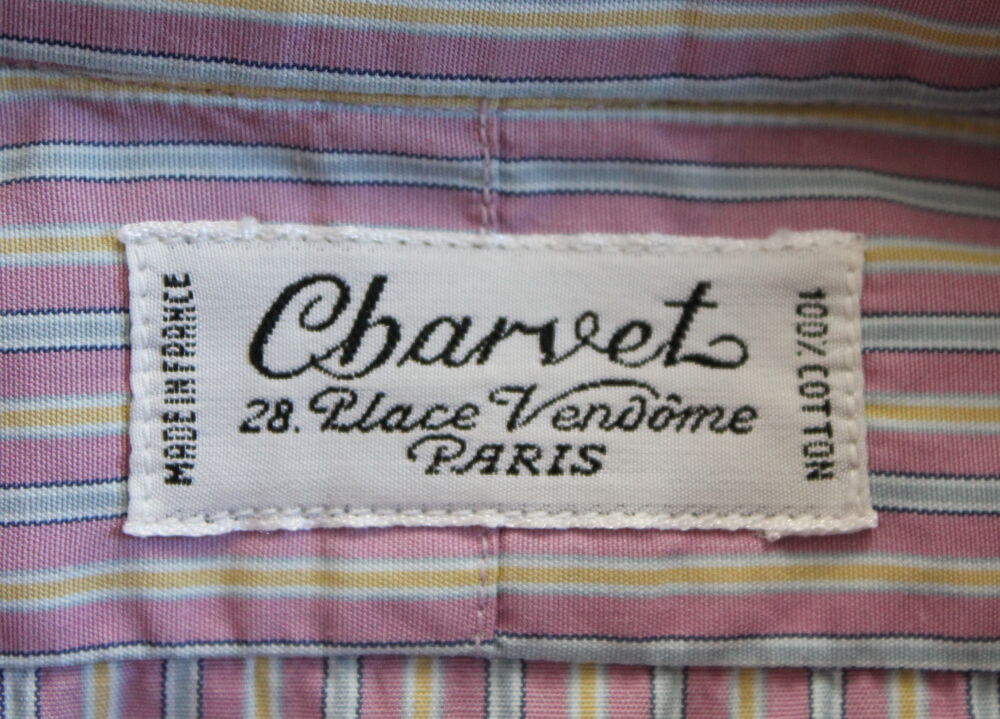 MADE IN FRANCE
Charvet
28. Place Vendôme
PARIS
100% COTTON